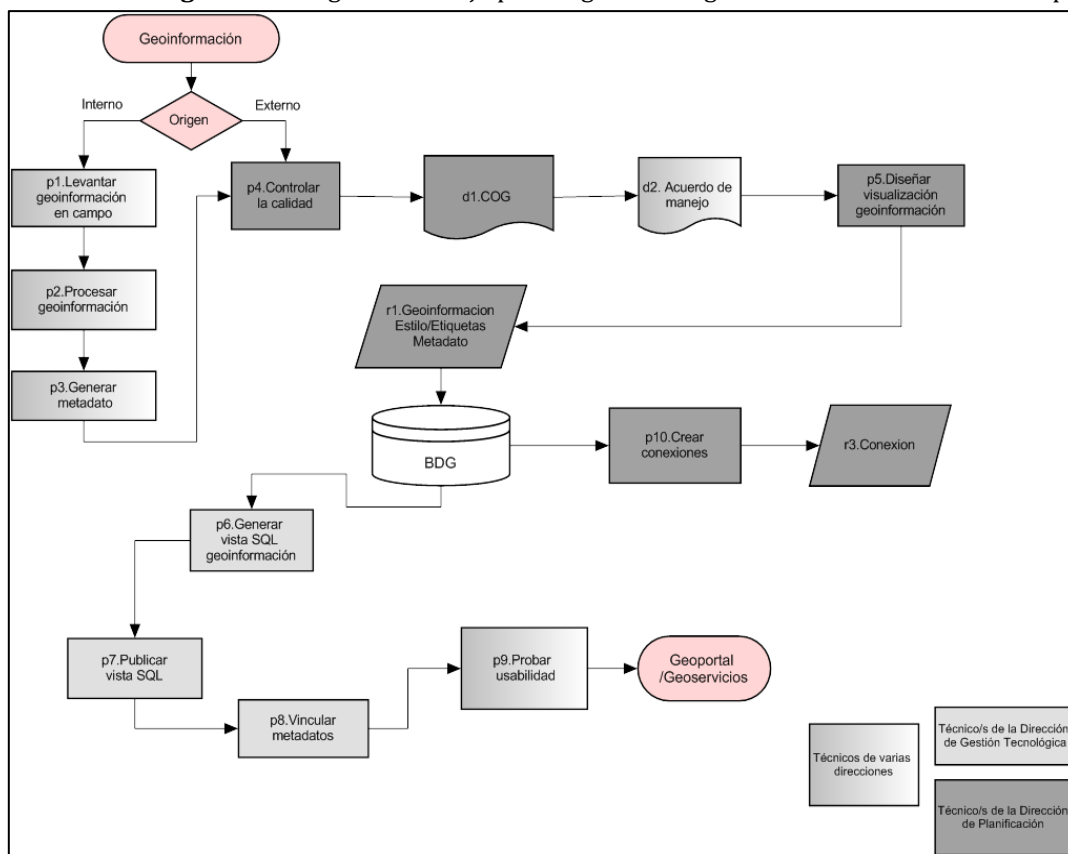 Geoinformación
Interno
Externo
Origen
p1.Levantar
geoinformación
en campo
p4.Controlar
la calidad
d1.COG
d2. Acuerdo de
manejo
p5.Diseñar
visualización
geoinformación
p2.Procesar
geoinformación
r1.Geoinformacion
Estilo/Etiquetas
Metadato
p3.Generar
metadato
BDG
p10.Crear
conexiones
r3.Conexion
p6.Generar
vista SQL
geoinformación
p7.Publicar
vista SQL
p8.Vincular
metadatos
p9.Probar
usabilidad
Geoportal
/Geoservicios
Técnicos de varias
direcciones
Técnico/s de la Dirección
de Gestión Tecnológica
Técnico/s de la Dirección
de Planificación